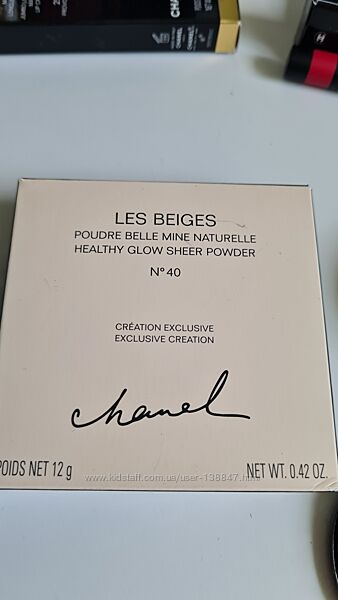 CHANEL
LES BEIGES
POUDRE BELLE MINE NATURELLE
HEALTHY GLOW SHEER POWDER
N° 40
CRÉATION EXCLUSIVE
EXCLUSIVE CREATION
chanel
POIDS NET 12 g
NET WT. 0.42 OZ.